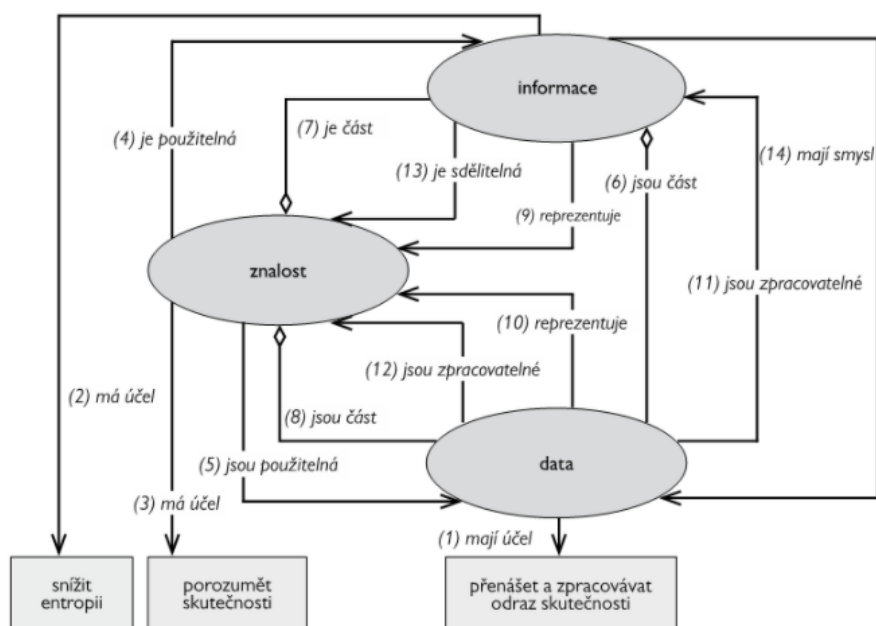 informace
(7) je část
(4) je použitelná
(14) mají smysl
(13) je sdělitelná
(6) jsou část
(9) reprezentuje
znalost
(11) jsou zpracovatelné
(10) reprezentuje
(12) jsou zpracovatelné
(2) má účel
(8) jsou část
(5) jsou použitelná
data
(3) má účel
(1) mají účel
snížit
entropii
porozumět
skutečnosti
přenášet a zpracovávat
odraz skutečnosti